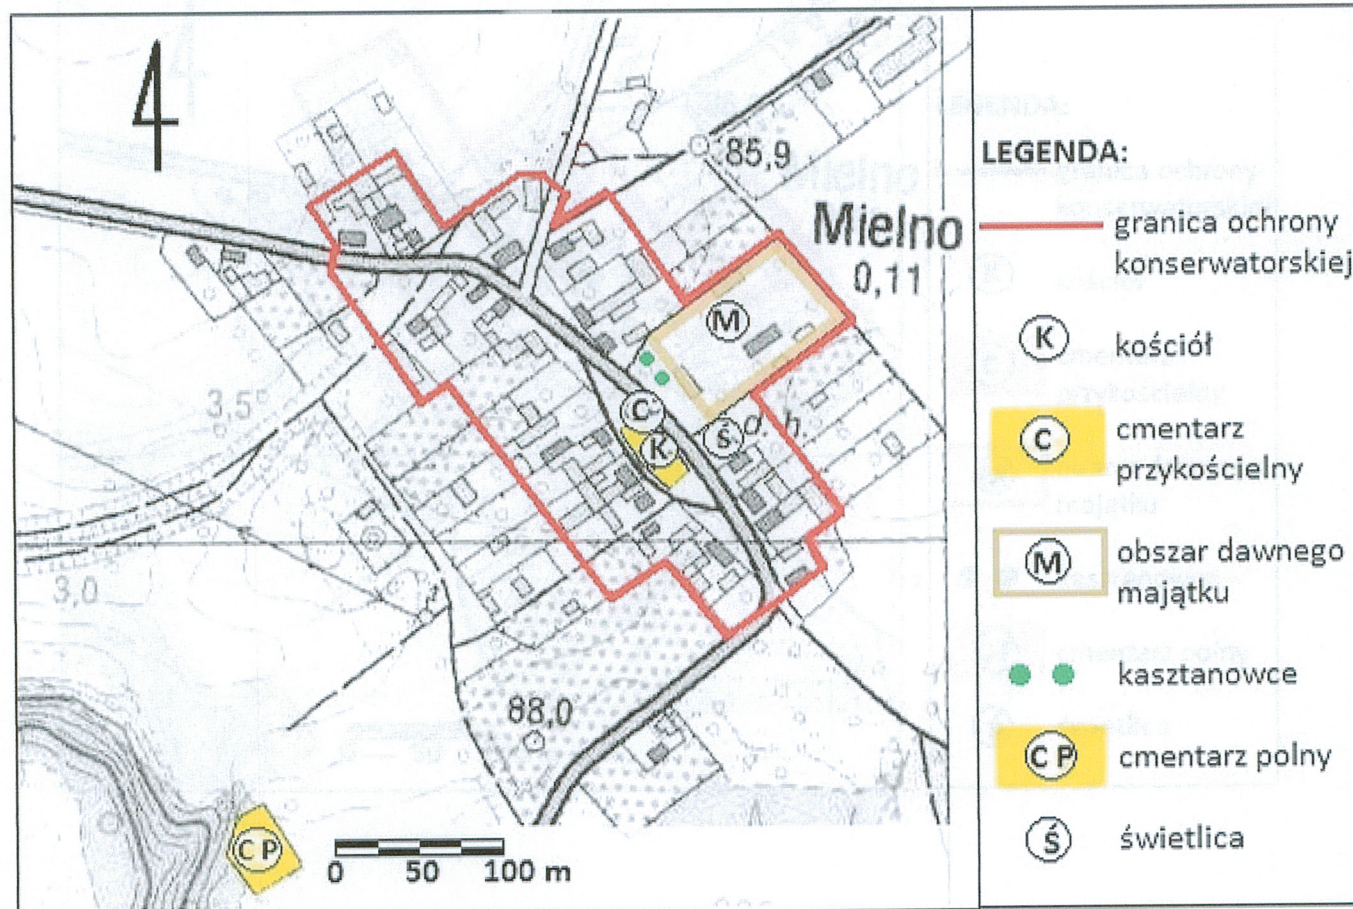 4
85,9
Mielno
0,11
M
3,5°
C
K
Ś
d. h.
3,0
88,0
C P
0 50 100 m
LEGENDA:
granica ochrony
konserwatorskiej
K
kościół
C
cmentarz
przykościelny
M
obszar dawnego
majątku
kasztanowce
C P
cmentarz polny
Ś
świetlica